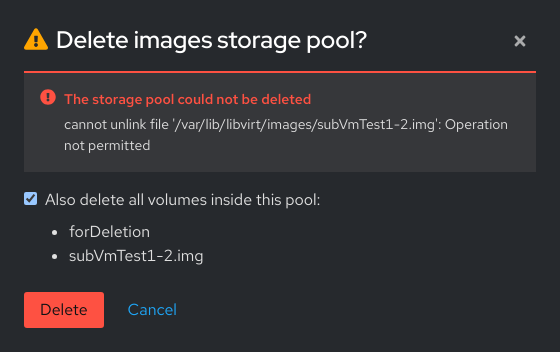 Delete images storage pool?
The storage pool could not be deleted
cannot unlink file '/var/lib/libvirt/images/subVmTest1-2.img': Operation
not permitted
Also delete all volumes inside this pool:
• forDeletion
• subVmTest1-2.img
Delete Cancel